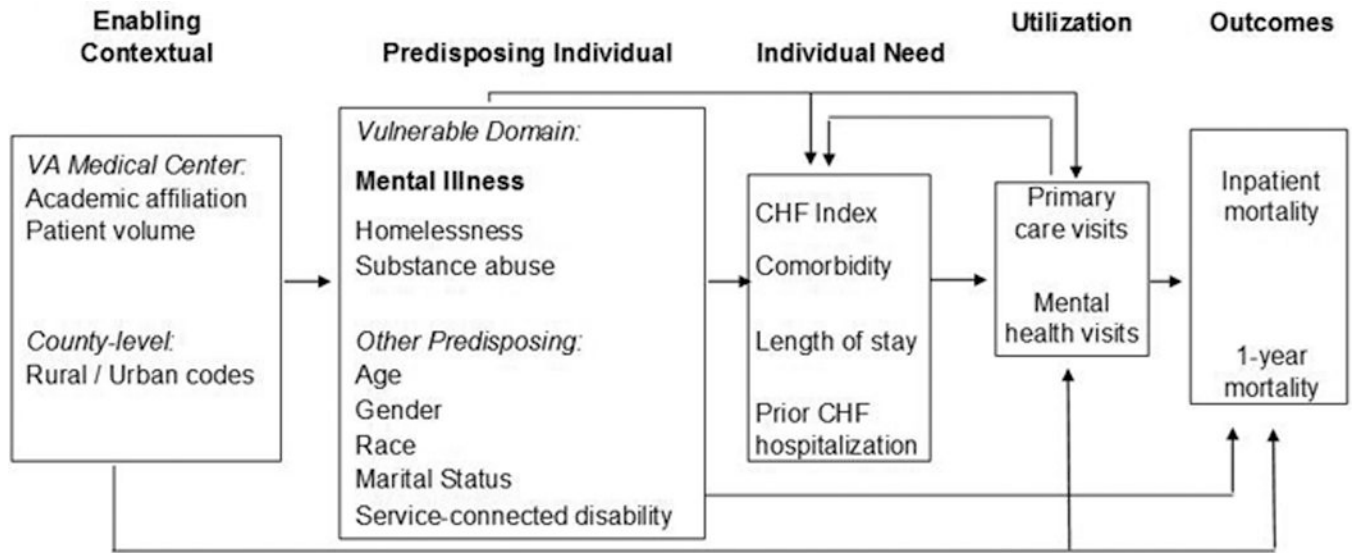 Enabling
Contextual
Predisposing Individual
Individual Need
Utilization
Outcomes
VA Medical Center:
Academic affiliation
Patient volume
County-level:
Rural / Urban codes
Vulnerable Domain:
Mental Illness
Homelessness
Substance abuse
Other Predisposing:
Age
Gender
Race
Marital Status
Service-connected disability
CHF Index
Comorbidity
Length of stay
Prior CHF
hospitalization
Primary
care visits
Mental
health visits
Inpatient
mortality
1-year
mortality